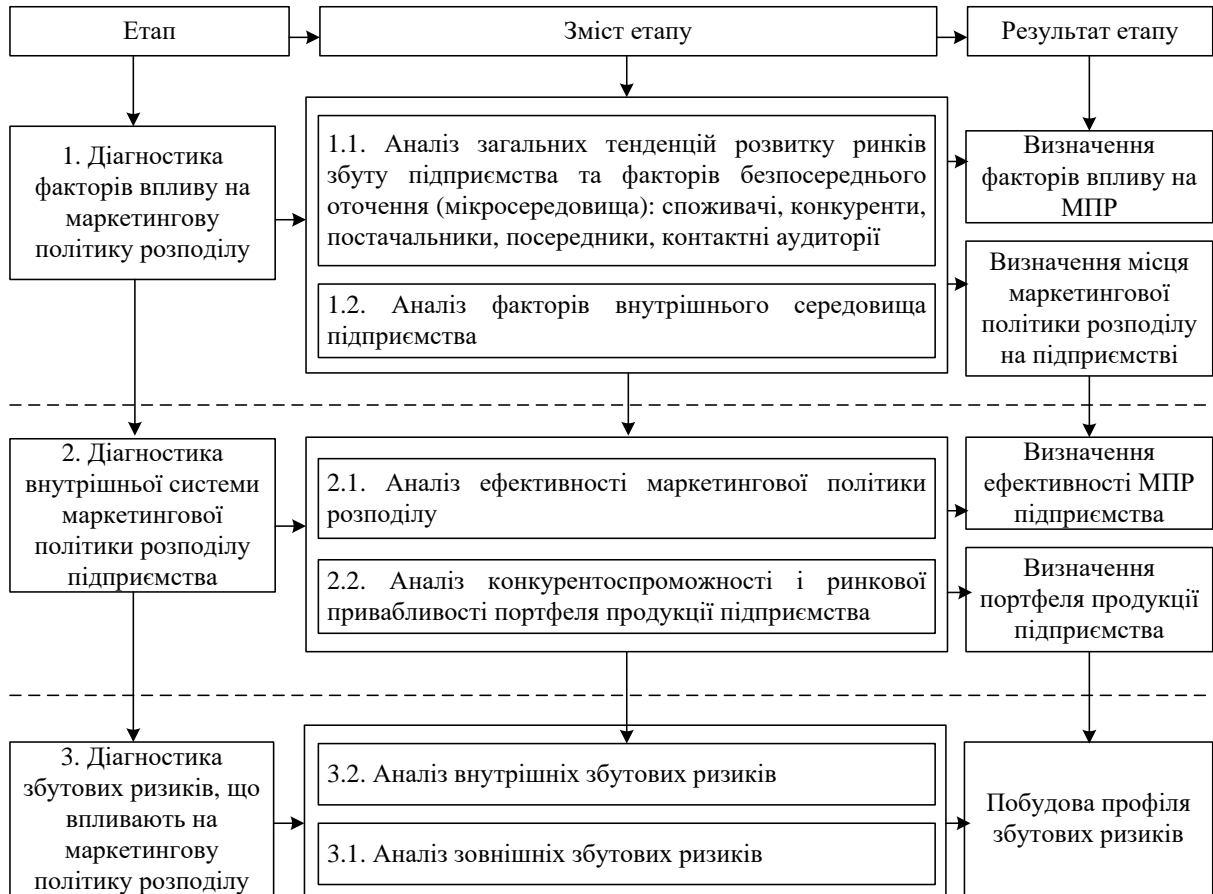 Етап
Зміст етапу
Результат етапу
1. Діагностика
факторів впливу на
маркетингову
політику розподілу
1.1. Аналіз загальних тенденцій розвитку ринків
збуту підприємства та факторів безпосереднього
оточення (мікросередовища): споживачі, конкуренти,
постачальники, посередники, контактні аудиторії
1.2. Аналіз факторів внутрішнього середовища
підприємства
Визначення
факторів впливу на
МПР
Визначення місця
маркетингової
політики розподілу
на підприємстві
2. Діагностика
внутрішньої системи
маркетингової
політики розподілу
підприємства
2.1. Аналіз ефективності маркетингової політики
розподілу
2.2. Аналіз конкурентоспроможності і ринкової
привабливості портфеля продукції підприємства
Визначення
ефективності МПР
підприємства
Визначення
портфеля продукції
підприємства
3. Діагностика
збутових ризиків, що
впливають на
маркетингову
політику розподілу
3.2. Аналіз внутрішніх збутових ризиків
3.1. Аналіз зовнішніх збутових ризиків
Побудова профіля
збутових ризиків